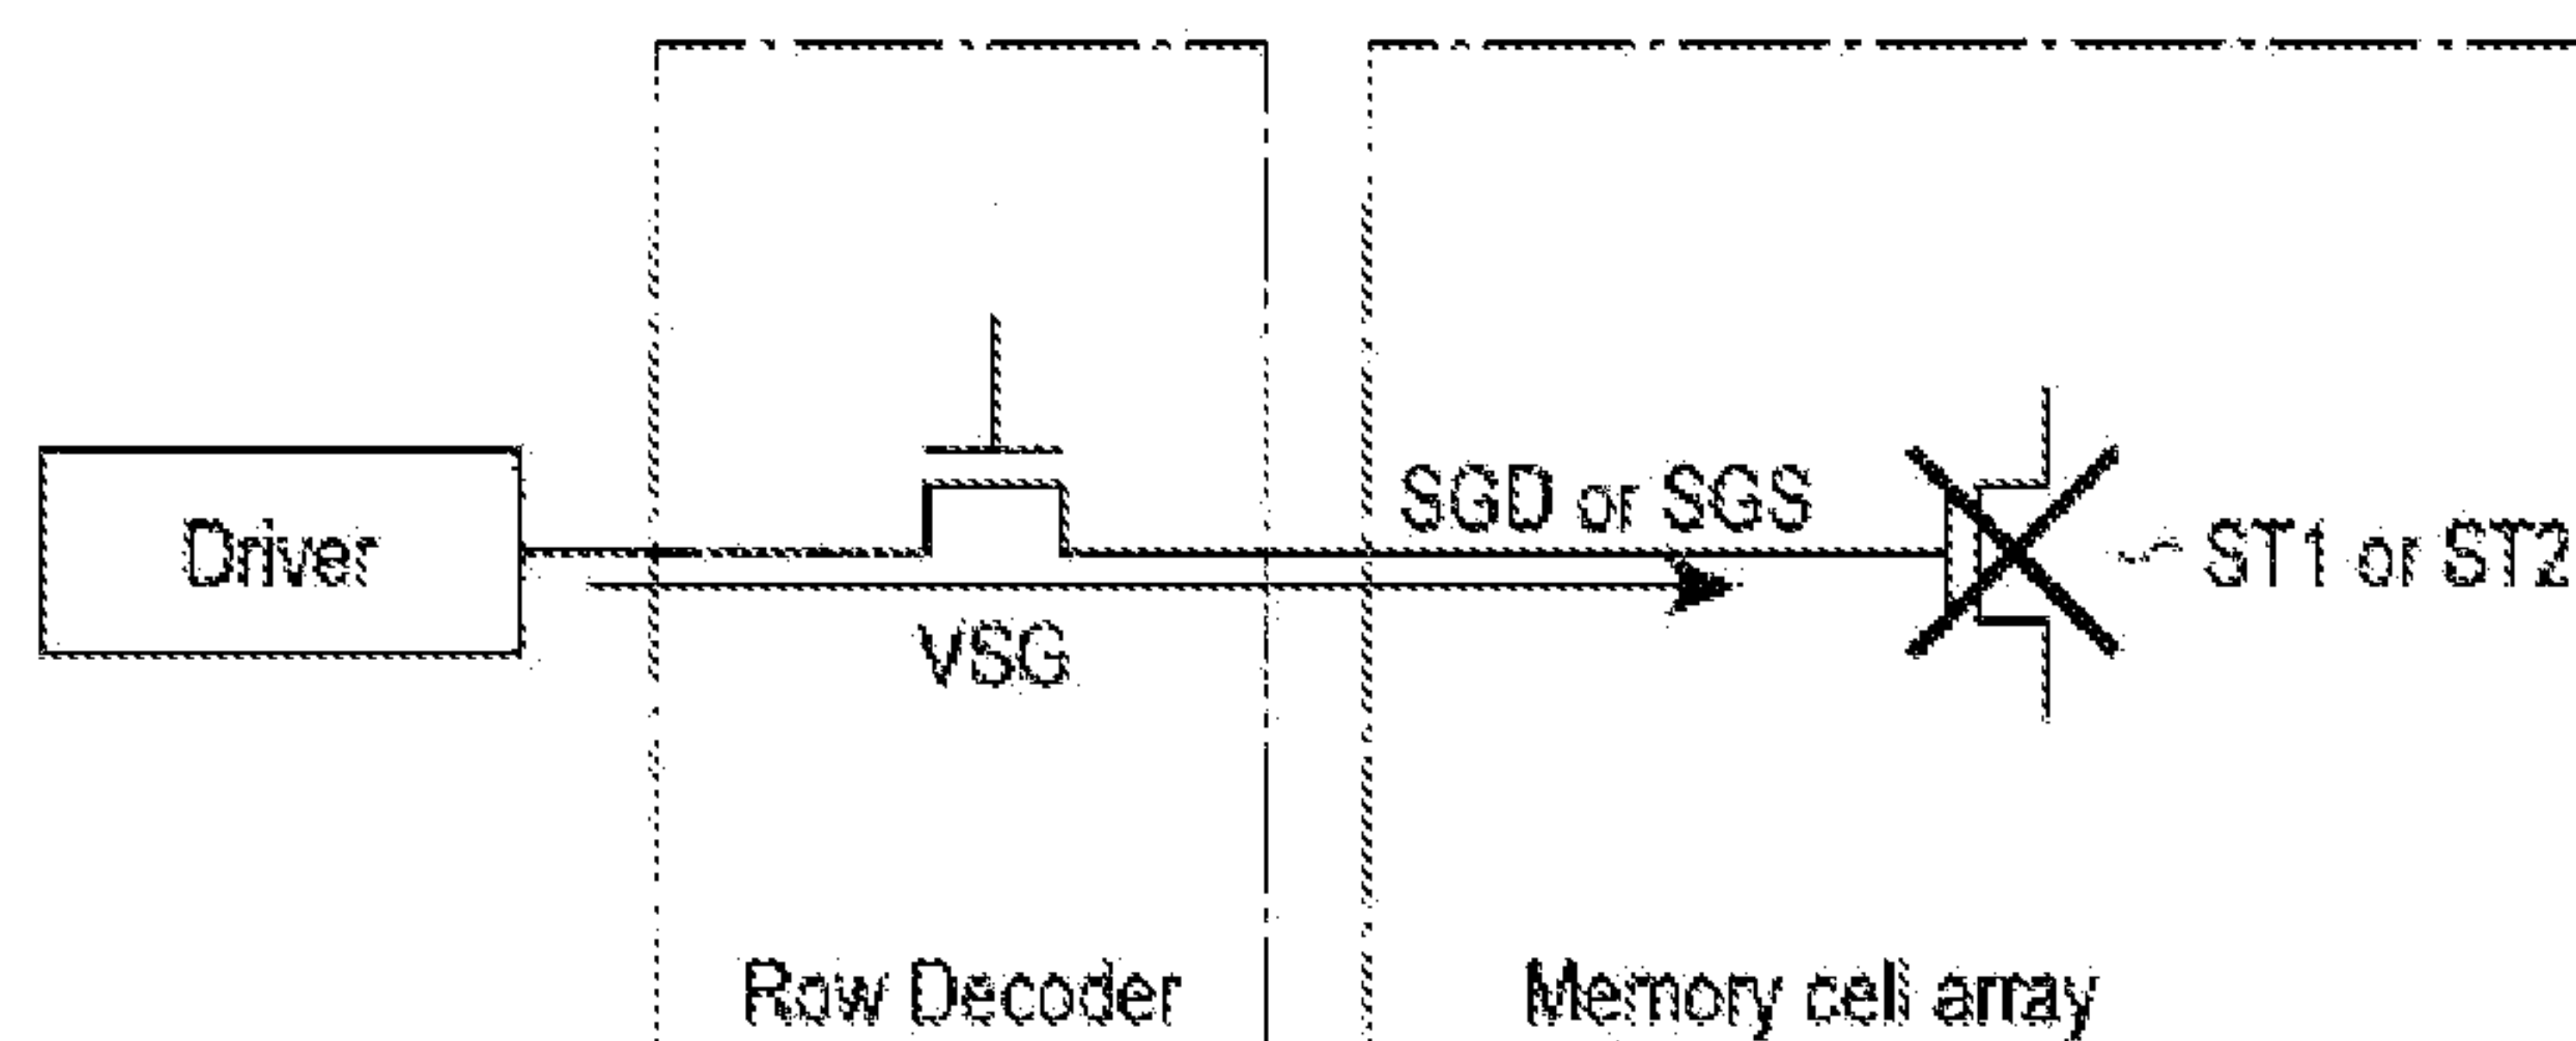 SGD or SGS
Driver
ST1 or ST2
VSG
Row Decoder
Memory cell array